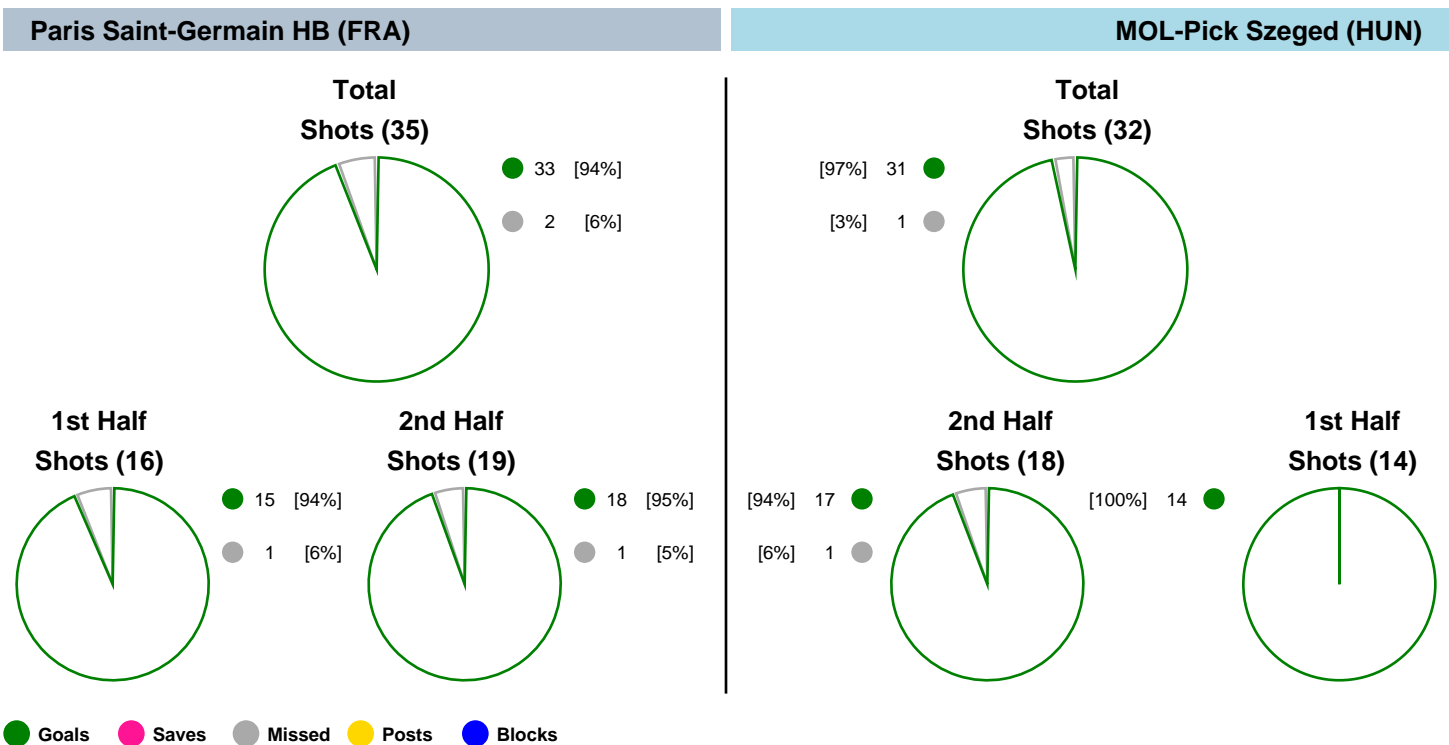 Paris Saint-Germain HB (FRA)
MOL-Pick Szeged (HUN)
Total
Shots (35)
33 [94%]
2 [6%]
Total
Shots (32)
[97%] 31
[3%] 1
1st Half
Shots (16)
15 [94%]
1 [6%]
2nd Half
Shots (19)
18 [95%]
1 [5%]
2nd Half
Shots (18)
[94%] 17
[6%] 1
1st Half
Shots (14)
[100%] 14
Goals Saves Missed Posts Blocks